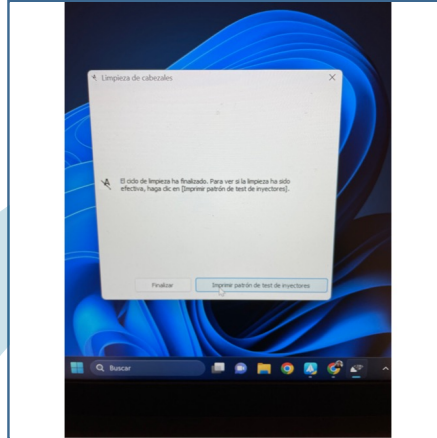 Limpieza de cabezales
El ciclo de limpieza ha finalizado. Para ver si la limpieza ha sido
efectiva, haga clic en [Imprimir patrón de test de inyectores].
Finalizar
Imprimir patrón de test de inyectores
Buscar